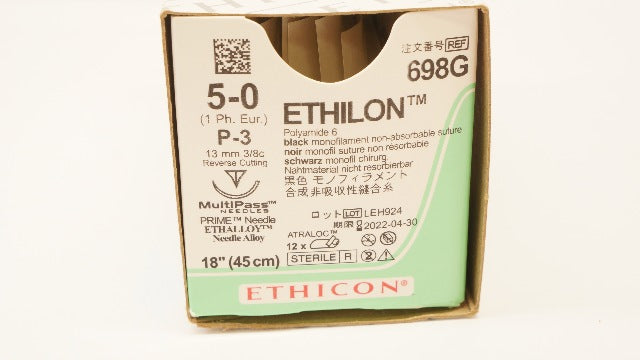 注文番号 REF
698G
5-0
(1 Ph. Eur.)
P-3
13 mm 3/8c
Reverse Cutting
MultiPass™
NEEDLES
PRIME™ Needle
ETHALLOY™
Needle Alloy
18" (45 cm)
ETHILON™
Polyamide 6
black monofilament non-absorbable suture
noir monofil suture non resorbable
schwarz monofil chirurg.
Nahtmaterial nicht resorbierbar
黒色 モノフィラメント
合成非吸収性縫合糸
ロット LOT LEH924
期限 2022-04-30
ATRALOC™
12 x
STERILE R
ETHICON®